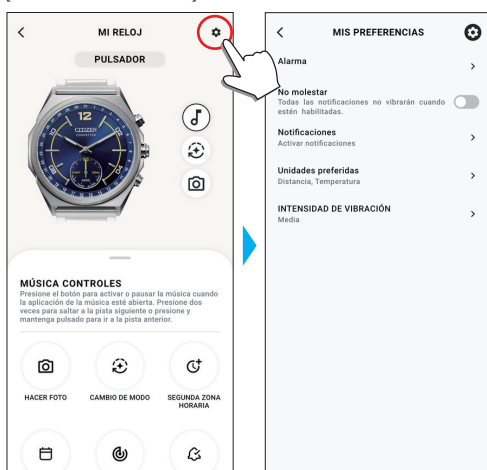 MI RELOJ
PULSADOR
12
CITIZEN
CONNECTED
MÚSICA CONTROLES
Presione el botón para activar o pausar la música cuando
la aplicación de la música esté abierta. Presione dos
veces para saltar a la pista siguiente o presione y
mantenga pulsado para ir a la pista anterior.
HACER FOTO
CAMBIO DE MODO
SEGUNDA ZONA
HORARIA
MIS PREFERENCIAS
Alarma
No molestar
Todas las notificaciones no vibrarán cuando
estén habilitadas.
Notificaciones
Activar notificaciones
Unidades preferidas
Distancia, Temperatura
INTENSIDAD DE VIBRACIÓN
Media